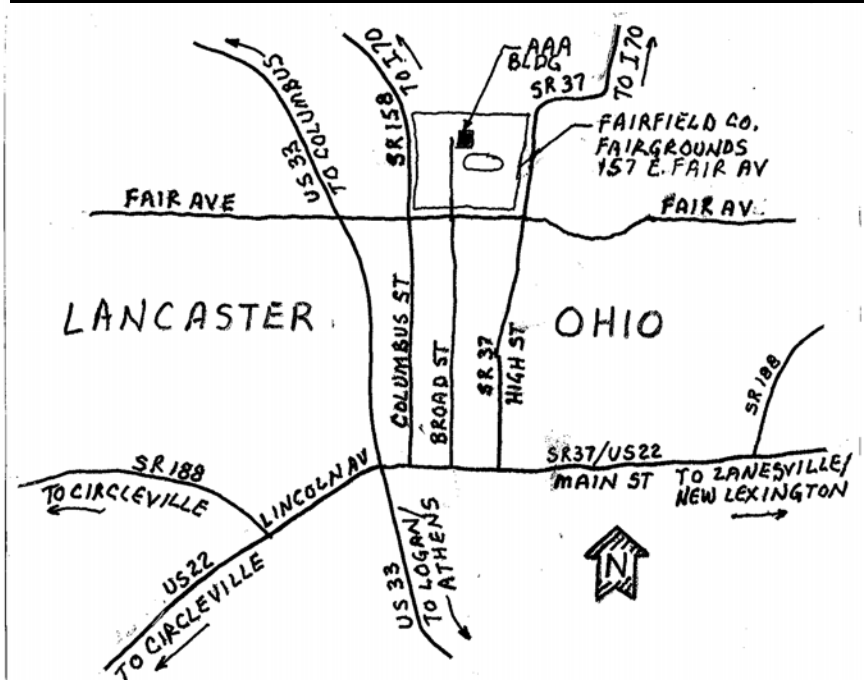 AAA
BLDG
SR 37
TO I 70
TO I 70
SR 158
US 33
TO COLUMBUS
FAIRFIELD CO.
FAIRGROUNDS
157 E. FAIR AV
FAIR AVE
FAIR AV.
LANCASTER
OHIO
COLUMBUS ST
BROAD ST
SR 37
HIGH ST
SR 188
SR 188
TO CIRCLEVILLE
LINCOLN AV
SR37/US22
MAIN ST
TO ZANESVILLE/
NEW LEXINGTON
US22
TO CIRCLEVILLE
US 33
TO LOGAN/
ATHENS
N